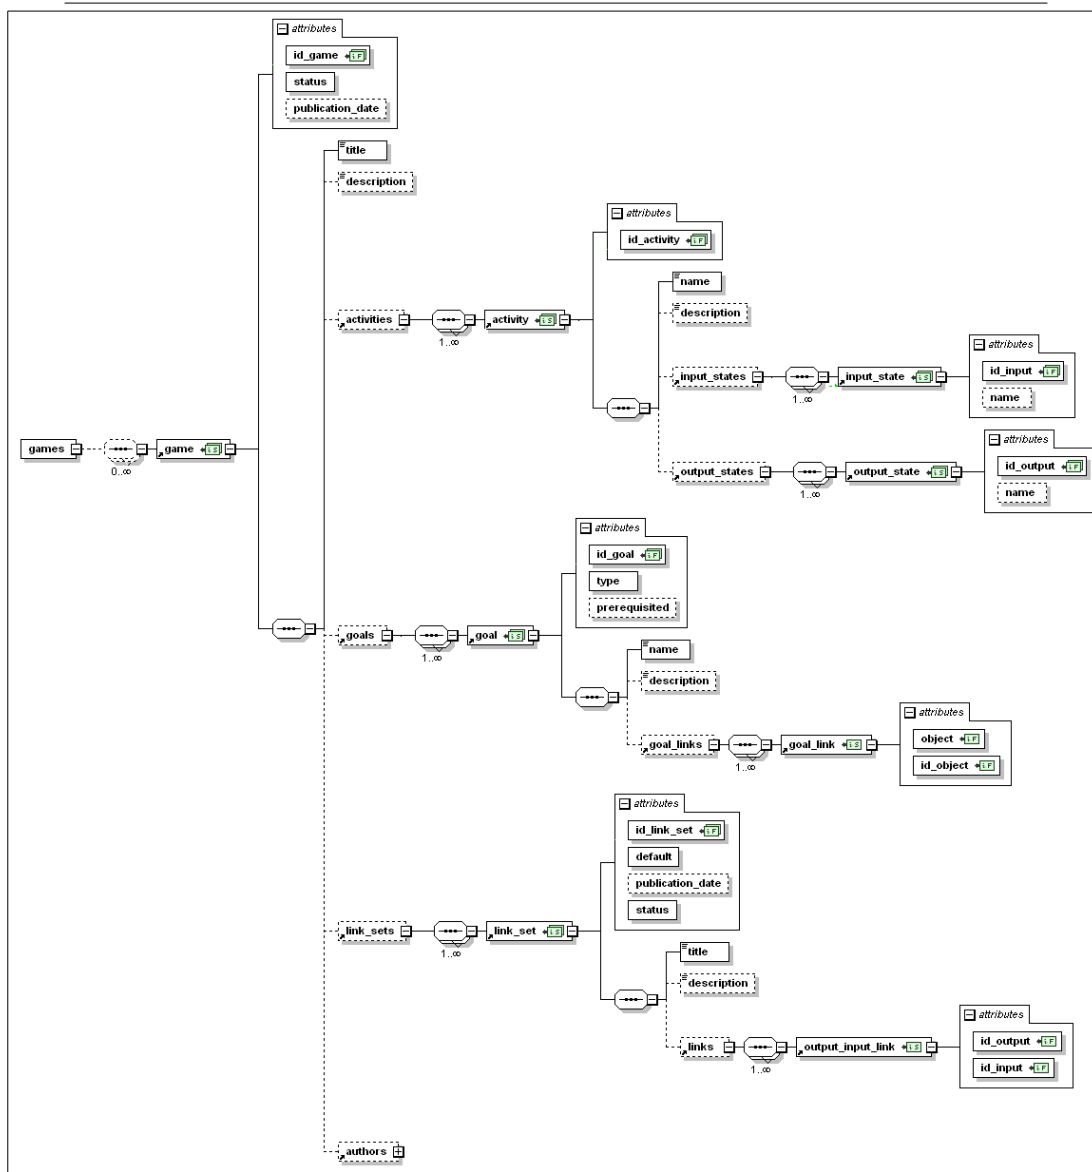 attributes
id_game
status
publication_date
title
description
attributes
id_activity
name
description
activities
1..∞
activity
attributes
id_input
name
input_states
1..∞
input_state
games
0..∞
game
attributes
id_output
name
output_states
1..∞
output_state
attributes
id_goal
type
prerequisited
goals
1..∞
goal
name
description
attributes
object
id_object
goal_links
1..∞
goal_link
attributes
id_link_set
default
publication_date
status
link_sets
1..∞
link_set
title
description
attributes
id_output
id_input
links
1..∞
output_input_link
authors